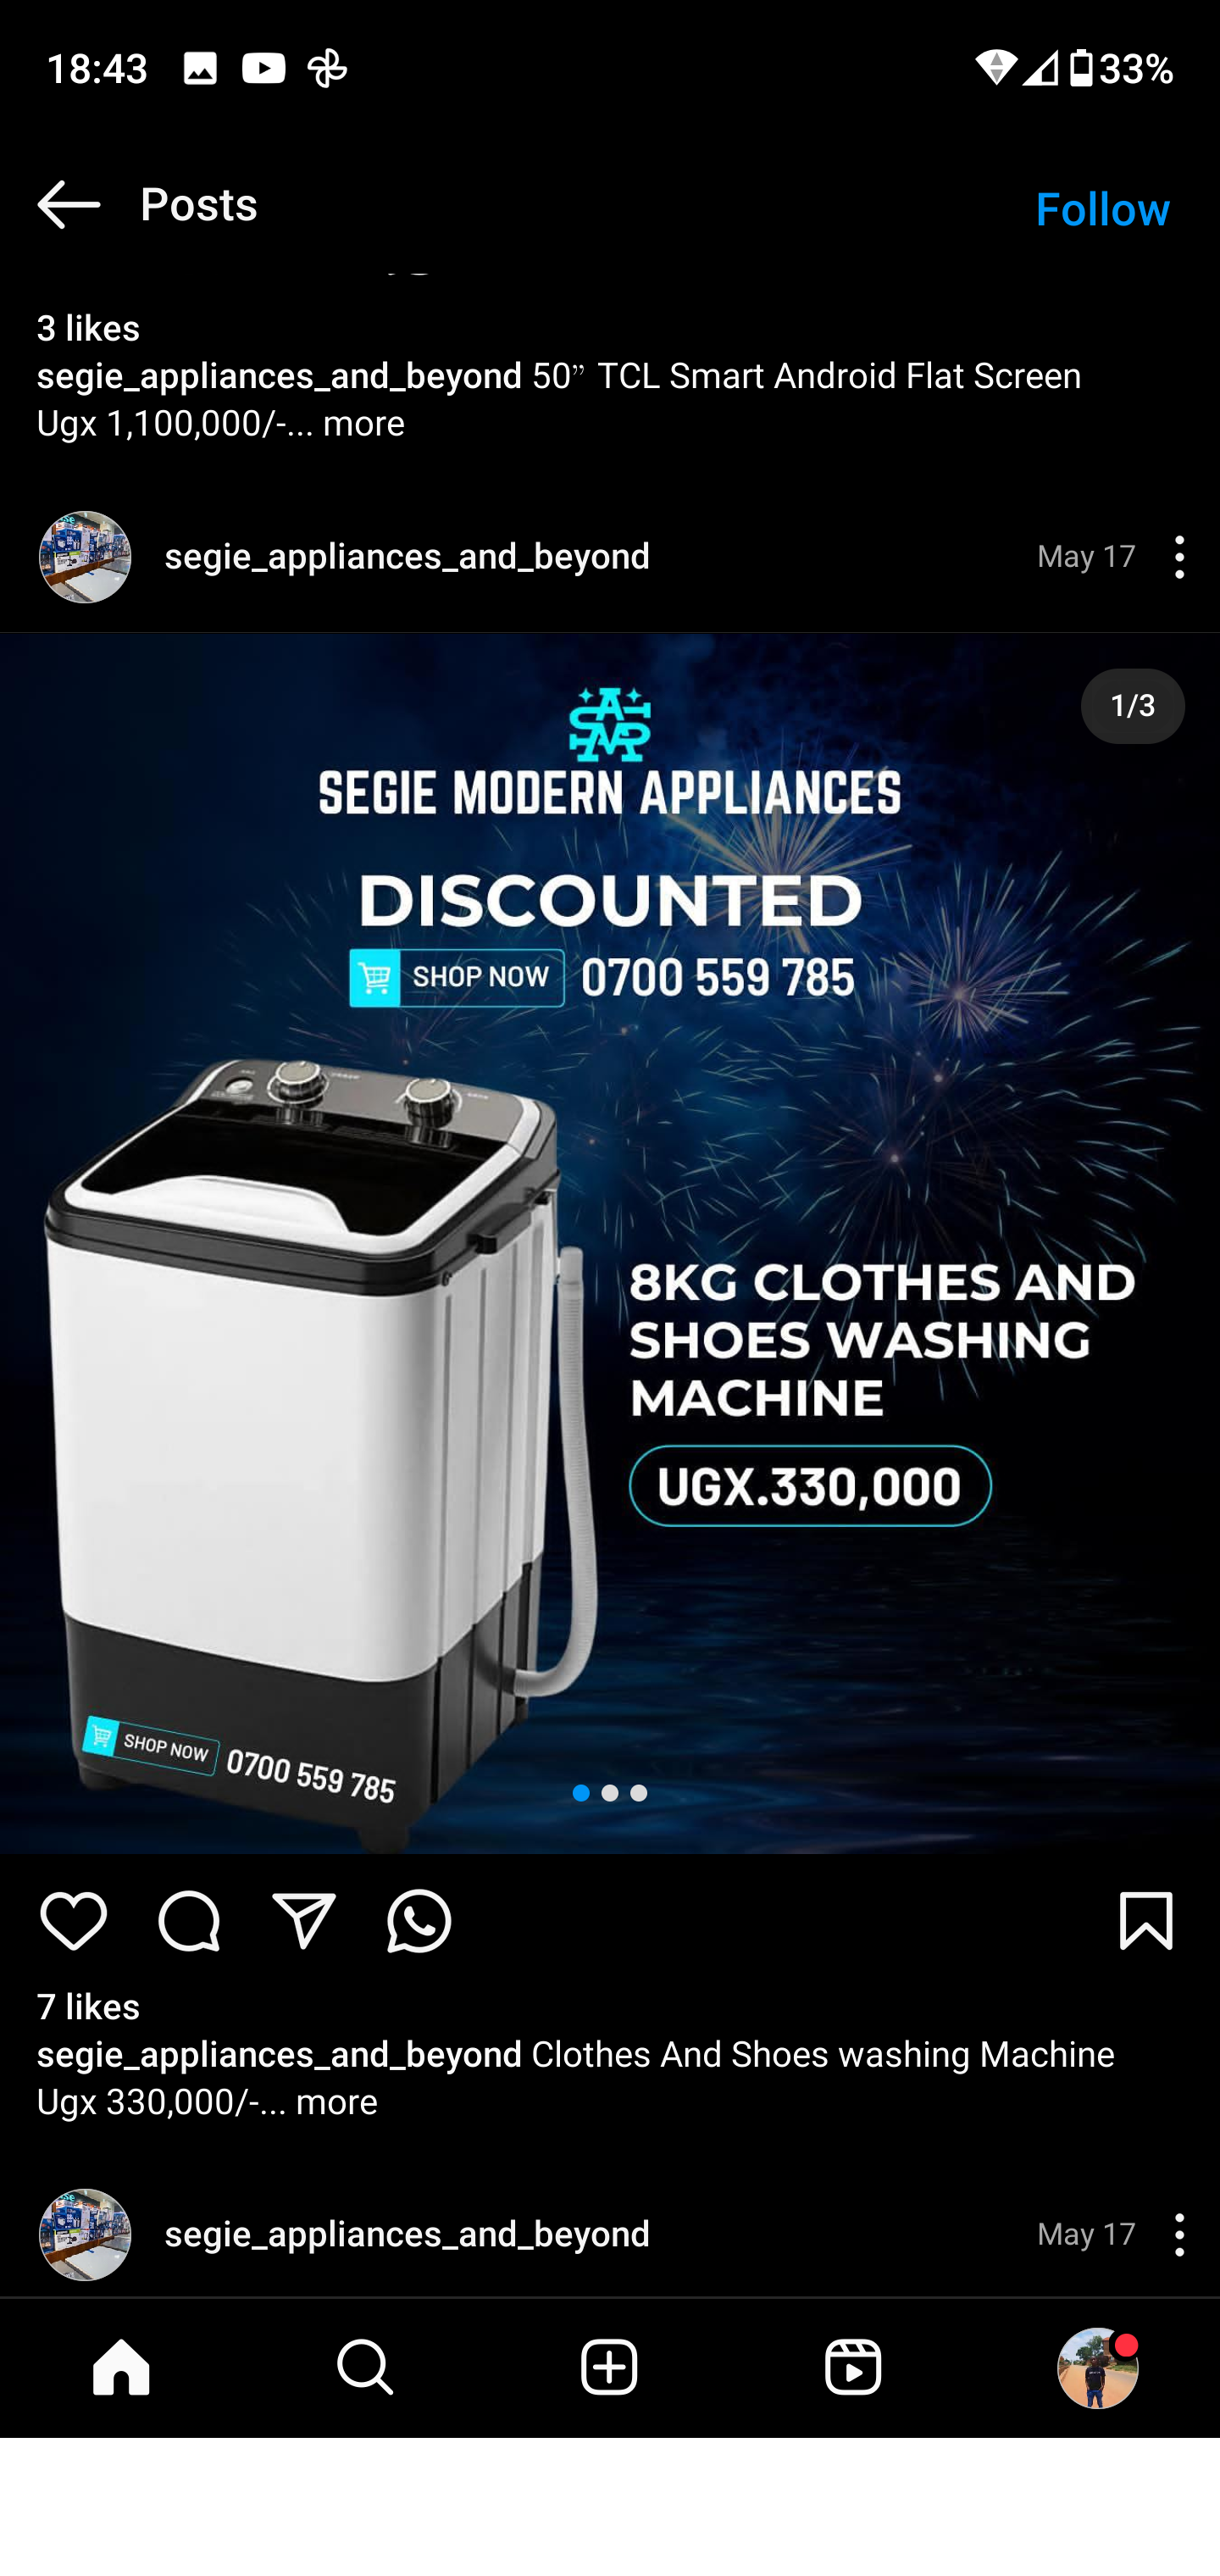 18:43
33%
Posts
Follow
3 likes
segie_appliances_and_beyond 50” TCL Smart Android Flat Screen
Ugx 1,100,000/-... more
segie_appliances_and_beyond
May 17
1/3
SEGIE MODERN APPLIANCES
DISCOUNTED
SHOP NOW 0700 559 785
8KG CLOTHES AND
SHOES WASHING
MACHINE
UGX.330,000
SHOP NOW 0700 559 785
7 likes
segie_appliances_and_beyond Clothes And Shoes washing Machine
Ugx 330,000/-... more
segie_appliances_and_beyond
May 17